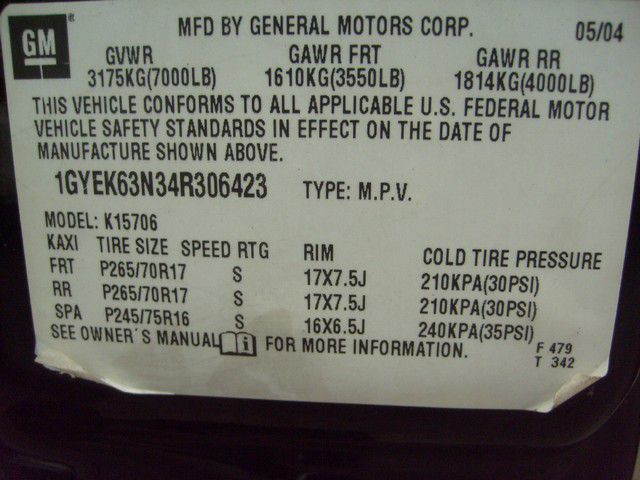 GM
MFD BY GENERAL MOTORS CORP. 05/04
GVWR GAWR FRT GAWR RR
3175KG(7000LB) 1610KG(3550LB) 1814KG(4000LB)
THIS VEHICLE CONFORMS TO ALL APPLICABLE U.S. FEDERAL MOTOR
VEHICLE SAFETY STANDARDS IN EFFECT ON THE DATE OF
MANUFACTURE SHOWN ABOVE.
1GYEK63N34R306423 TYPE: M.P.V.
MODEL: K15706
KAXI TIRE SIZE SPEED RTG RIM COLD TIRE PRESSURE
FRT P265/70R17 S 17X7.5J 210KPA(30PSI)
RR P265/70R17 S 17X7.5J 210KPA(30PSI)
SPA P245/75R16 S 16X6.5J 240KPA(35PSI)
SEE OWNER'S MANUAL i FOR MORE INFORMATION.
F 479
T 342